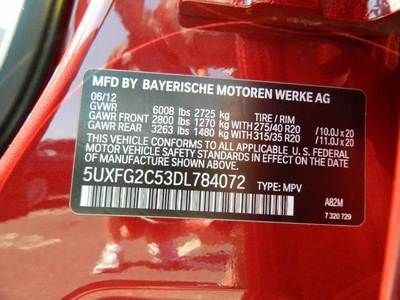 MFD BY BAYERISCHE MOTOREN WERKE AG
06/12
GVWR 6008 lbs 2725 kg TIRE / RIM
GAWR FRONT 2800 lbs 1270 kg 275/40 R20 /10.0J x 20
GAWR REAR 3263 lbs 1480 kg 315/35 R20 /11.0J x 20
THIS VEHICLE CONFORMS TO ALL APPLICABLE U. S. FEDERAL
MOTOR VEHICLE SAFETY STANDARDS IN EFFECT ON THE DATE
OF MANUFACTURE SHOWN ABOVE.
5UXFG2C53DL784072 TYPE: MPV
A82M
7 320 729